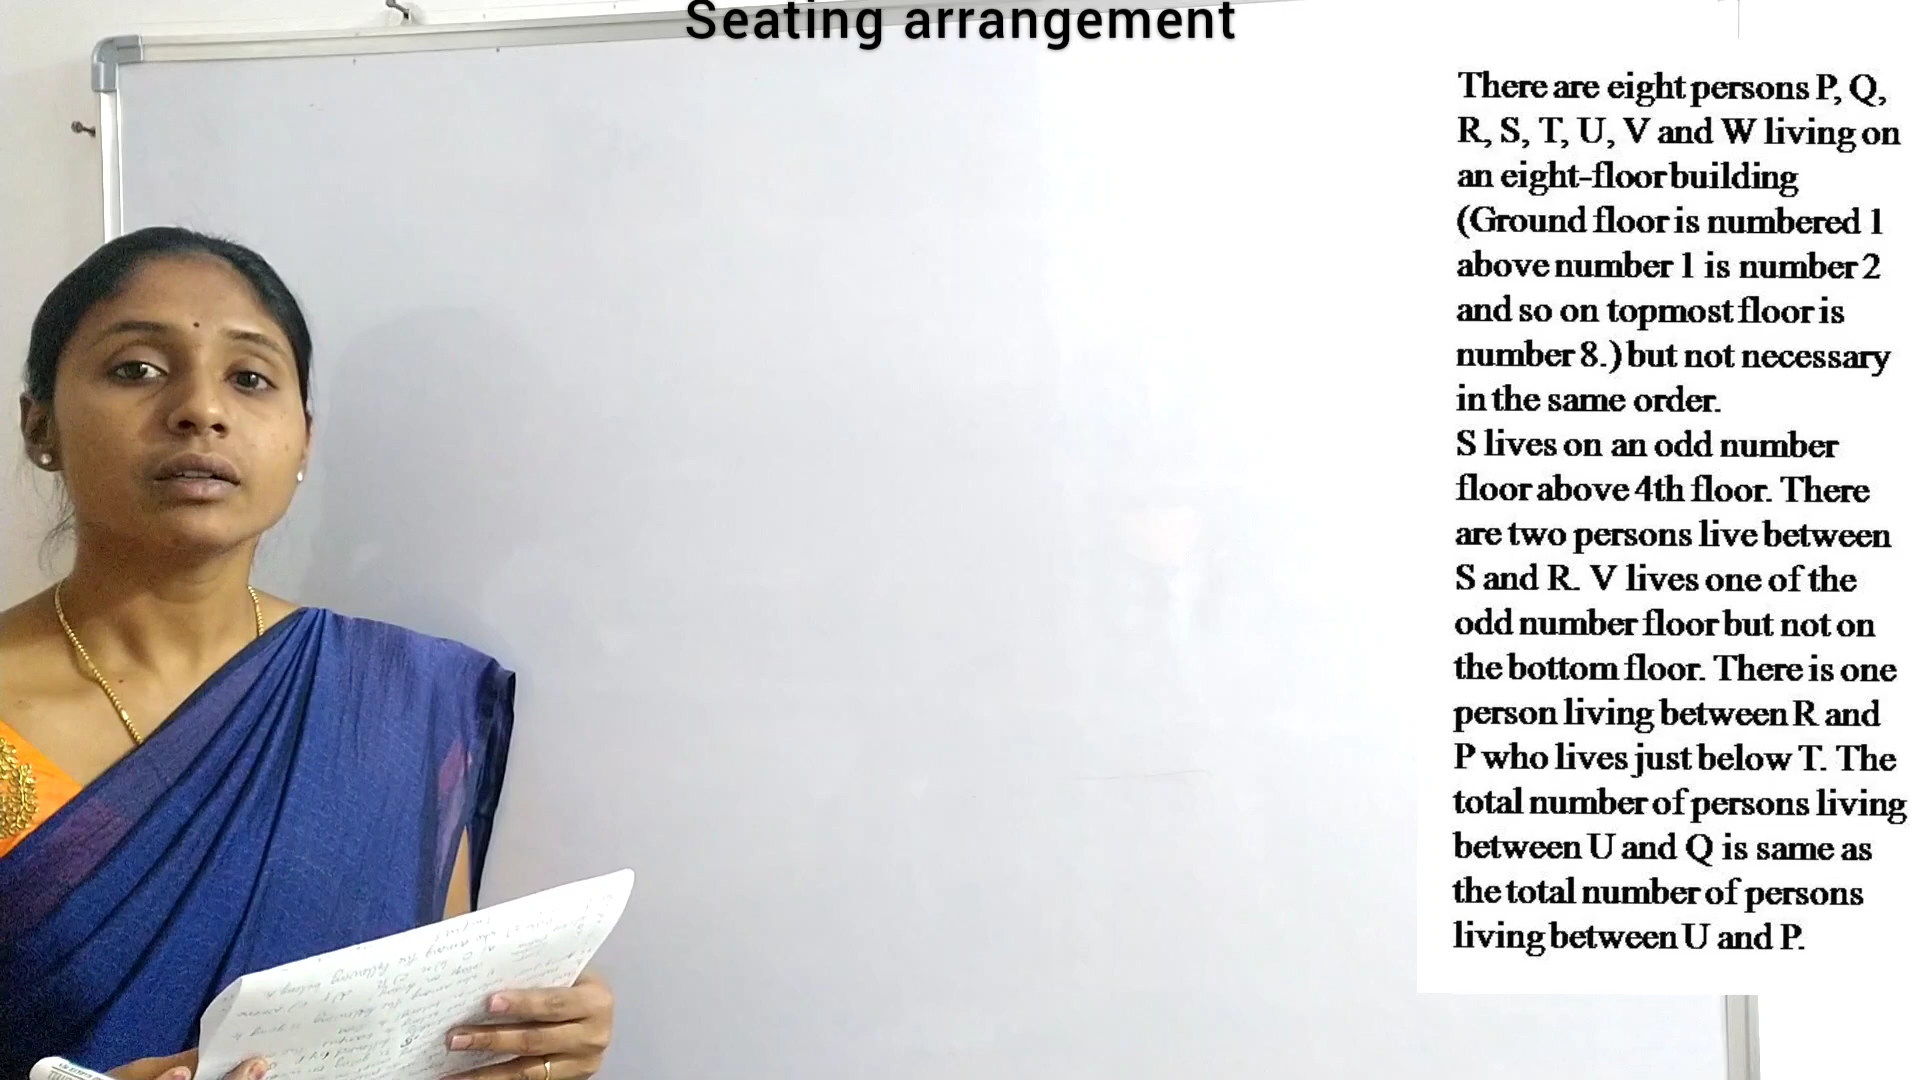 Seating arrangement
There are eight persons P, Q,
R, S, T, U, V and W living on
an eight-floor building
(Ground floor is numbered 1
above number 1 is number 2
and so on topmost floor is
number 8.) but not necessary
in the same order.
S lives on an odd number
floor above 4th floor. There
are two persons live between
S and R. V lives one of the
odd number floor but not on
the bottom floor. There is one
person living between R and
P who lives just below T. The
total number of persons living
between U and Q is same as
the total number of persons
living between U and P.